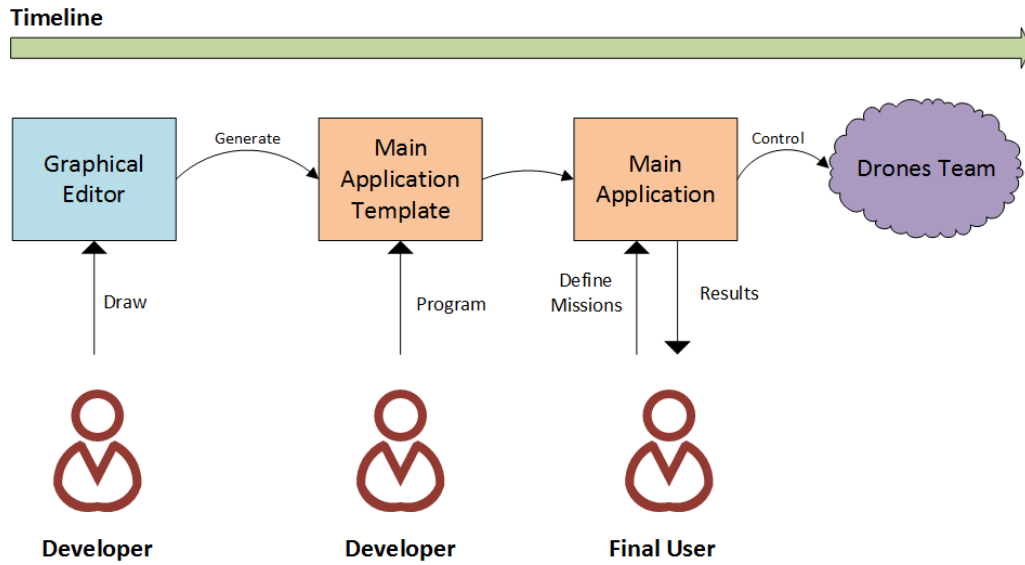 Timeline
Generate
Control
Graphical
Editor
Main
Application
Template
Main
Application
Drones Team
Draw
Program
Define
Missions
Results
Developer
Developer
Final User